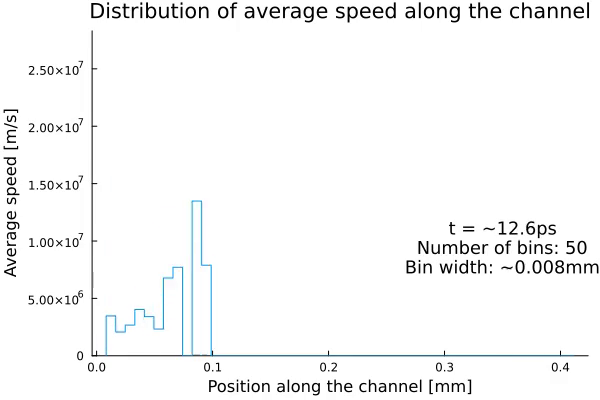 Distribution of average speed along the channel
Average speed [m/s]
2.50×10⁷
2.00×10⁷
1.50×10⁷
1.00×10⁷
5.00×10⁶
0
t = ~12.6ps
Number of bins: 50
Bin width: ~0.008mm
0.0 0.1 0.2 0.3 0.4
Position along the channel [mm]